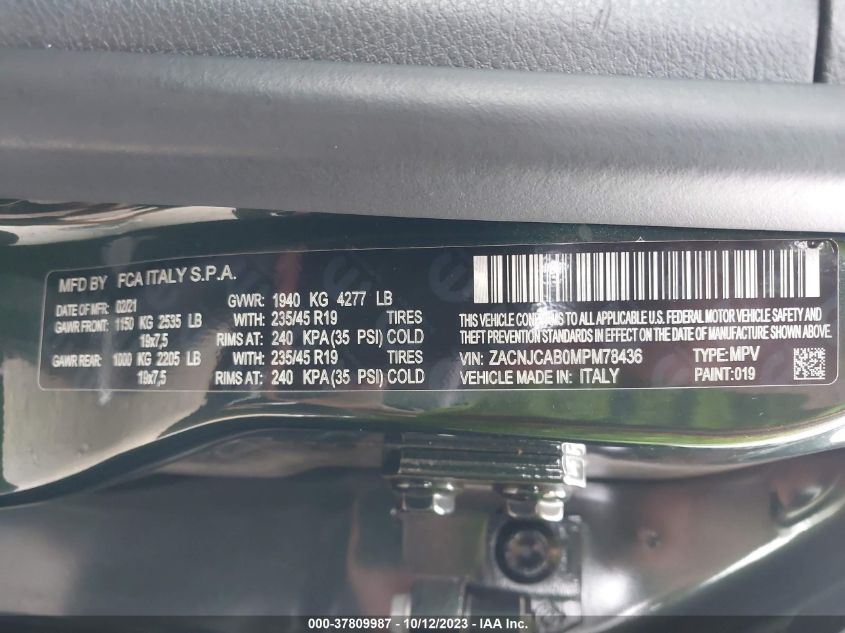 MFD BY FCA ITALY S.P.A.
DATE OF MFR: 02/21 GVWR: 1940 KG 4277 LB
GAWR FRONT: 1150 KG 2535 LB WITH: 235/45 R19 TIRES
19x7,5 RIMS AT: 240 KPA (35 PSI) COLD
GAWR REAR: 1000 KG 2205 LB WITH: 235/45 R19 TIRES
19x7,5 RIMS AT: 240 KPA (35 PSI) COLD
THIS VEHICLE CONFORMS TO ALL APPLICABLE U.S. FEDERAL MOTOR VEHICLE SAFETY AND
THEFT PREVENTION STANDARDS IN EFFECT ON THE DATE OF MANUFACTURE SHOWN ABOVE.
VIN: ZACNJCAB0MPM78436 TYPE: MPV
VEHICLE MADE IN: ITALY PAINT: 019
000-37809987 - 10/12/2023 - IAA Inc.